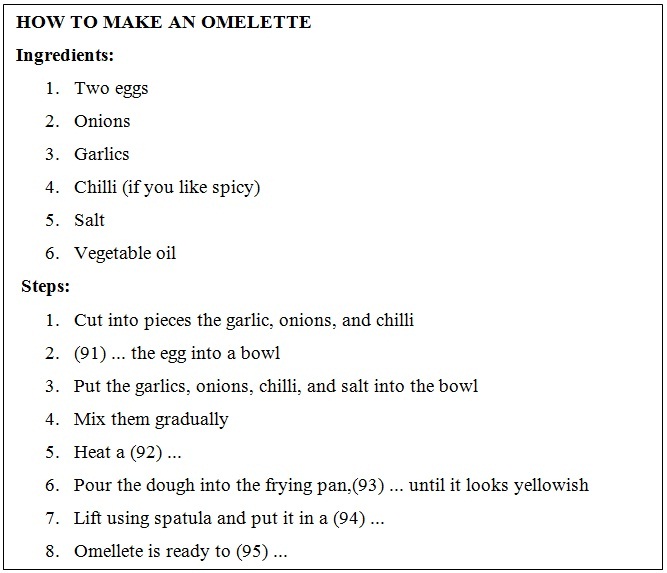 HOW TO MAKE AN OMELETTE
Ingredients:
1. Two eggs
2. Onions
3. Garlics
4. Chilli (if you like spicy)
5. Salt
6. Vegetable oil
Steps:
1. Cut into pieces the garlic, onions, and chilli
2. (91) ... the egg into a bowl
3. Put the garlics, onions, chilli, and salt into the bowl
4. Mix them gradually
5. Heat a (92) ...
6. Pour the dough into the frying pan,(93) ... until it looks yellowish
7. Lift using spatula and put it in a (94) ...
8. Omellete is ready to (95) ...